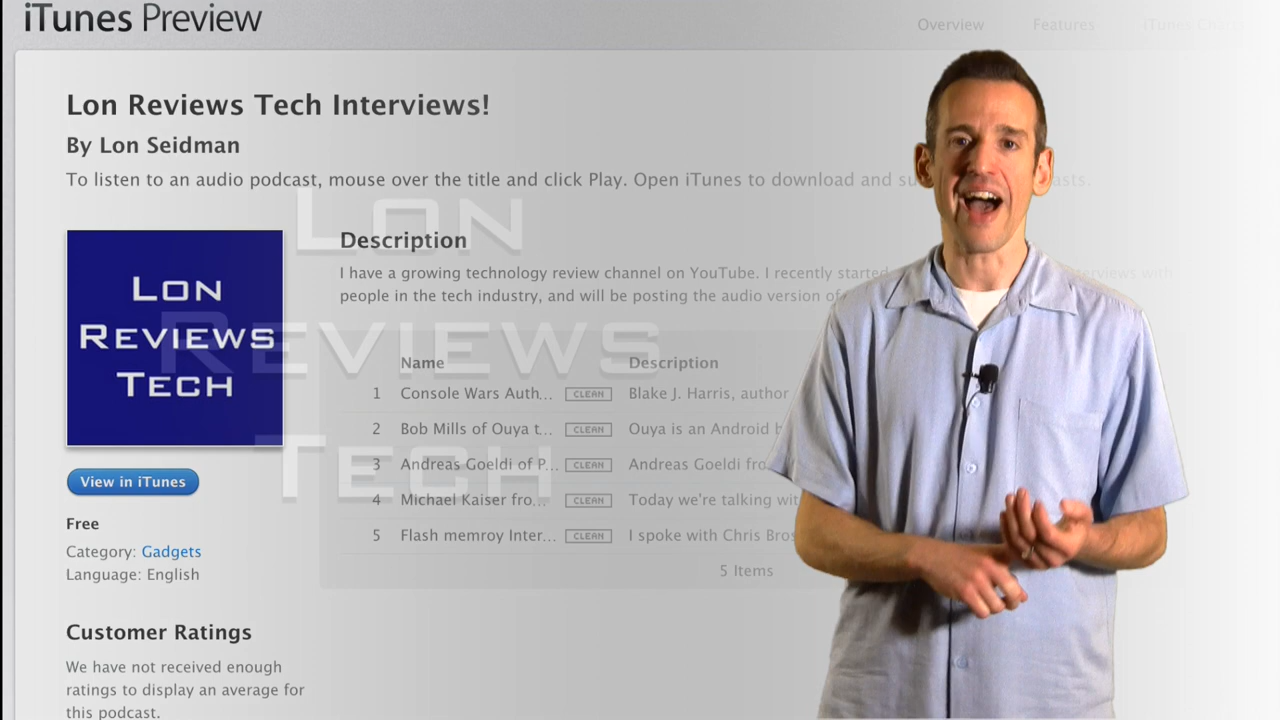 iTunes Preview
Overview Features iTunes
Lon Reviews Tech Interviews!
By Lon Seidman
To listen to an audio podcast, mouse over the title and click Play. Open iTunes to download and su
LON
REVIEWS
TECH
View in iTunes
Free
Category: Gadgets
Language: English
Customer Ratings
We have not received enough
ratings to display an average for
this podcast.
Description
I have a growing technology review channel on YouTube. I recently started interviews with
people in the tech industry, and will be posting the audio version of
Name Description
1 Console Wars Auth... CLEAN Blake J. Harris, author
2 Bob Mills of Ouya t... CLEAN Ouya is an Android b
3 Andreas Goeldi of P... CLEAN Andreas Goeldi fro
4 Michael Kaiser fro... CLEAN Today we're talking wit
5 Flash memroy Inter... CLEAN I spoke with Chris Bros
5 Items
LON
REVIEWS
TECH